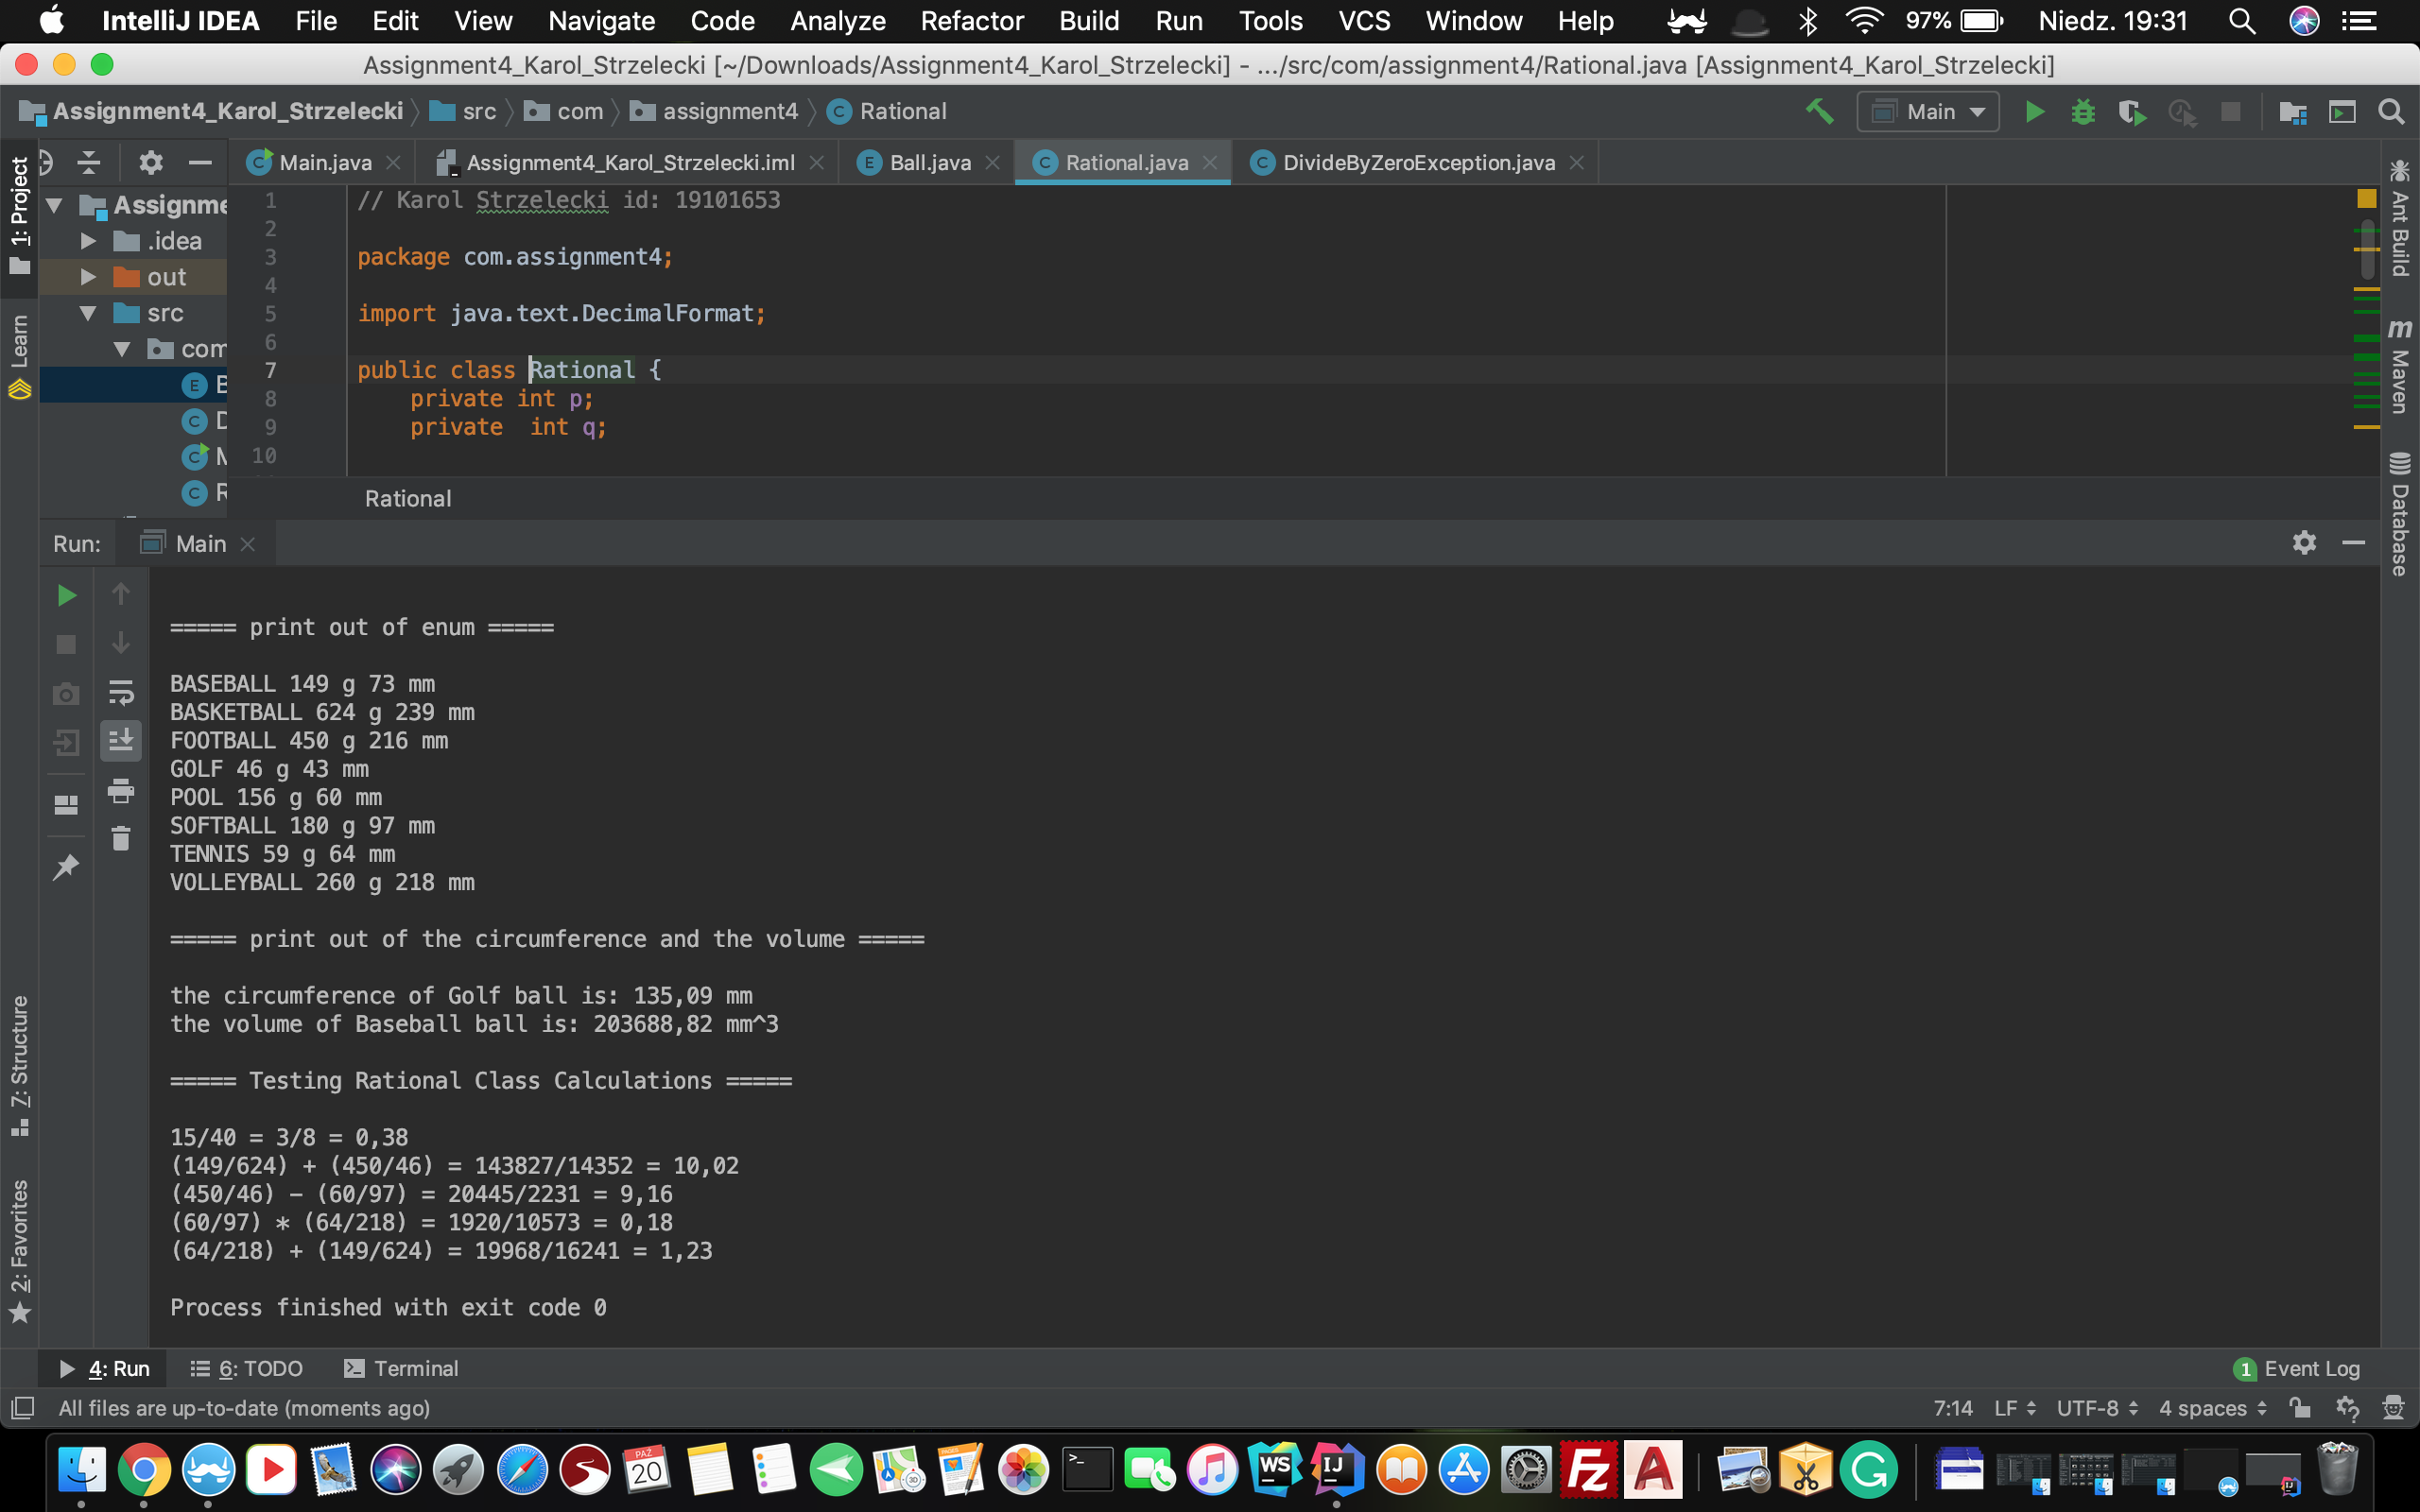 IntelliJ IDEA File Edit View Navigate Code Analyze Refactor Build Run Tools VCS Window Help 97% Niedz. 19:31
Assignment4_Karol_Strzelecki [~/Downloads/Assignment4_Karol_Strzelecki] - .../src/com/assignment4/Rational.java [Assignment4_Karol_Strzelecki]
Assignment4_Karol_Strzelecki src com assignment4 Rational Main
Main.java Assignment4_Karol_Strzelecki.iml Ball.java Rational.java DivideByZeroException.java
1: Project
Learn
7: Structure
2: Favorites
Assignme
.idea
out
src
com
E B
C D
C M
C R
1 // Karol Strzelecki id: 19101653
2
3 package com.assignment4;
4
5 import java.text.DecimalFormat;
6
7 public class Rational {
8 private int p;
9 private  int q;
10
Rational
Ant Build
m Maven
Database
Run: Main
===== print out of enum =====
BASEBALL 149 g 73 mm
BASKETBALL 624 g 239 mm
FOOTBALL 450 g 216 mm
GOLF 46 g 43 mm
POOL 156 g 60 mm
SOFTBALL 180 g 97 mm
TENNIS 59 g 64 mm
VOLLEYBALL 260 g 218 mm
===== print out of the circumference and the volume =====
the circumference of Golf ball is: 135,09 mm
the volume of Baseball ball is: 203688,82 mm^3
===== Testing Rational Class Calculations =====
15/40 = 3/8 = 0,38
(149/624) + (450/46) = 143827/14352 = 10,02
(450/46) - (60/97) = 20445/2231 = 9,16
(60/97) * (64/218) = 1920/10573 = 0,18
(64/218) + (149/624) = 19968/16241 = 1,23
Process finished with exit code 0
4: Run 6: TODO Terminal 1 Event Log
All files are up-to-date (moments ago) 7:14 LF UTF-8 4 spaces
PAŹ
20
3D
PAGES
WS
IJ
Fz
A
G